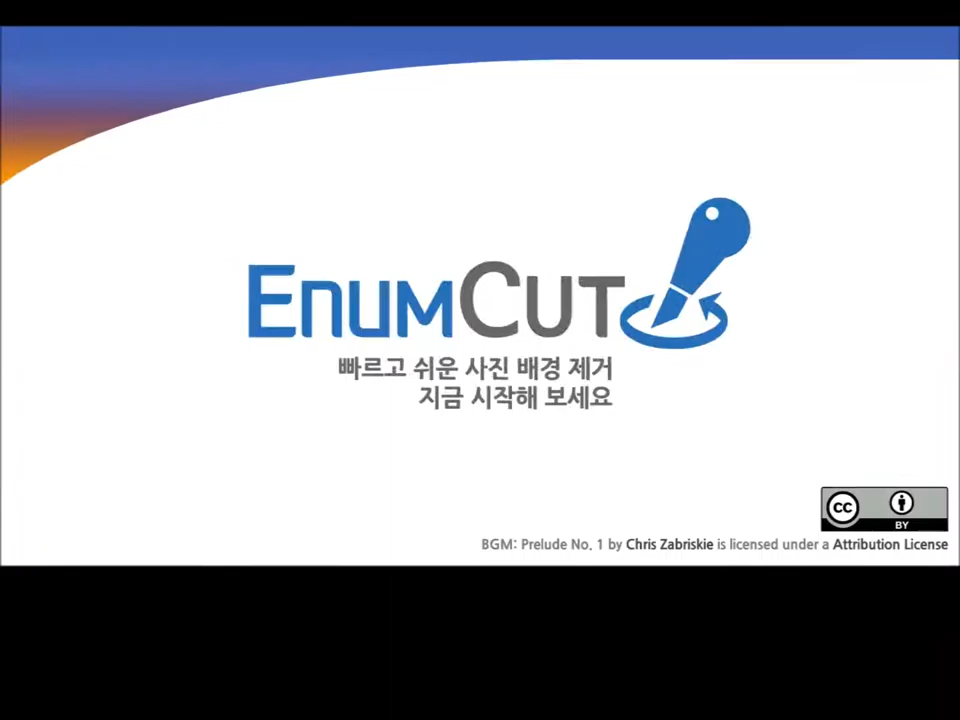 ENUMCUT
빠르고 쉬운 사진 배경 제거
지금 시작해 보세요
CC
BY
BGM: Prelude No. 1 by Chris Zabriskie is licensed under a Attribution License